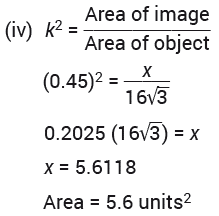 (iv) k² = Area of image / Area of object
(0.45)² = x / 16√3
0.2025 (16√3) = x
x = 5.6118
Area = 5.6 units²